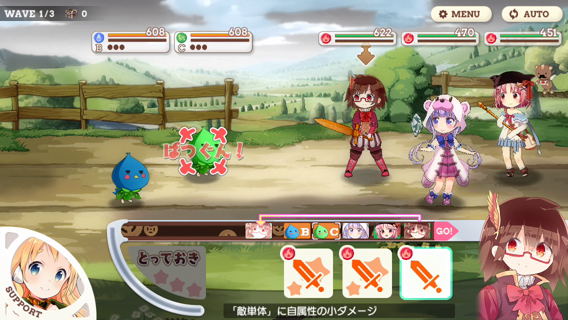 WAVE 1/3 0
MENU
AUTO
608
B
608
C
622
470
451
ばつぐん!
B C GO!
とっておき
SUPPORT
「敵単体」に自属性の小ダメージ